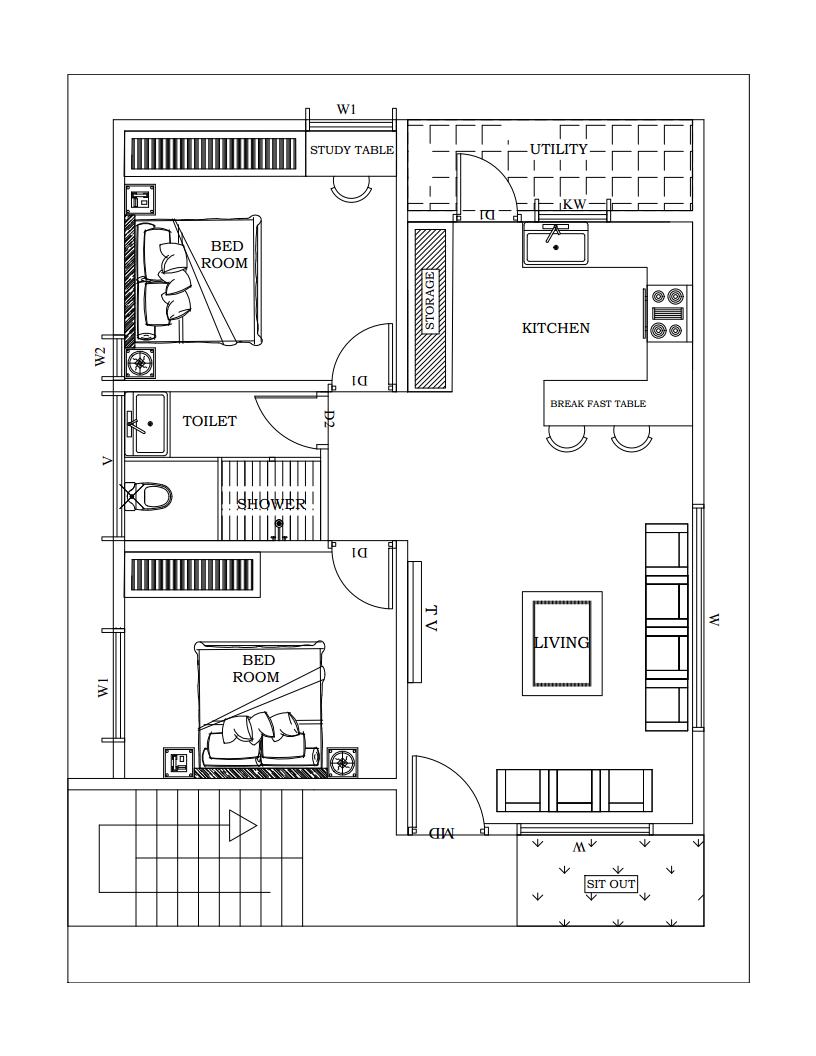 W1
STUDY TABLE
UTILITY
KW
D1
BED
ROOM
STORAGE
KITCHEN
W2
D1
BREAK FAST TABLE
TOILET
D2
V
SHOWER
D1
TV
W
LIVING
BED
ROOM
W1
MD
W
SIT OUT